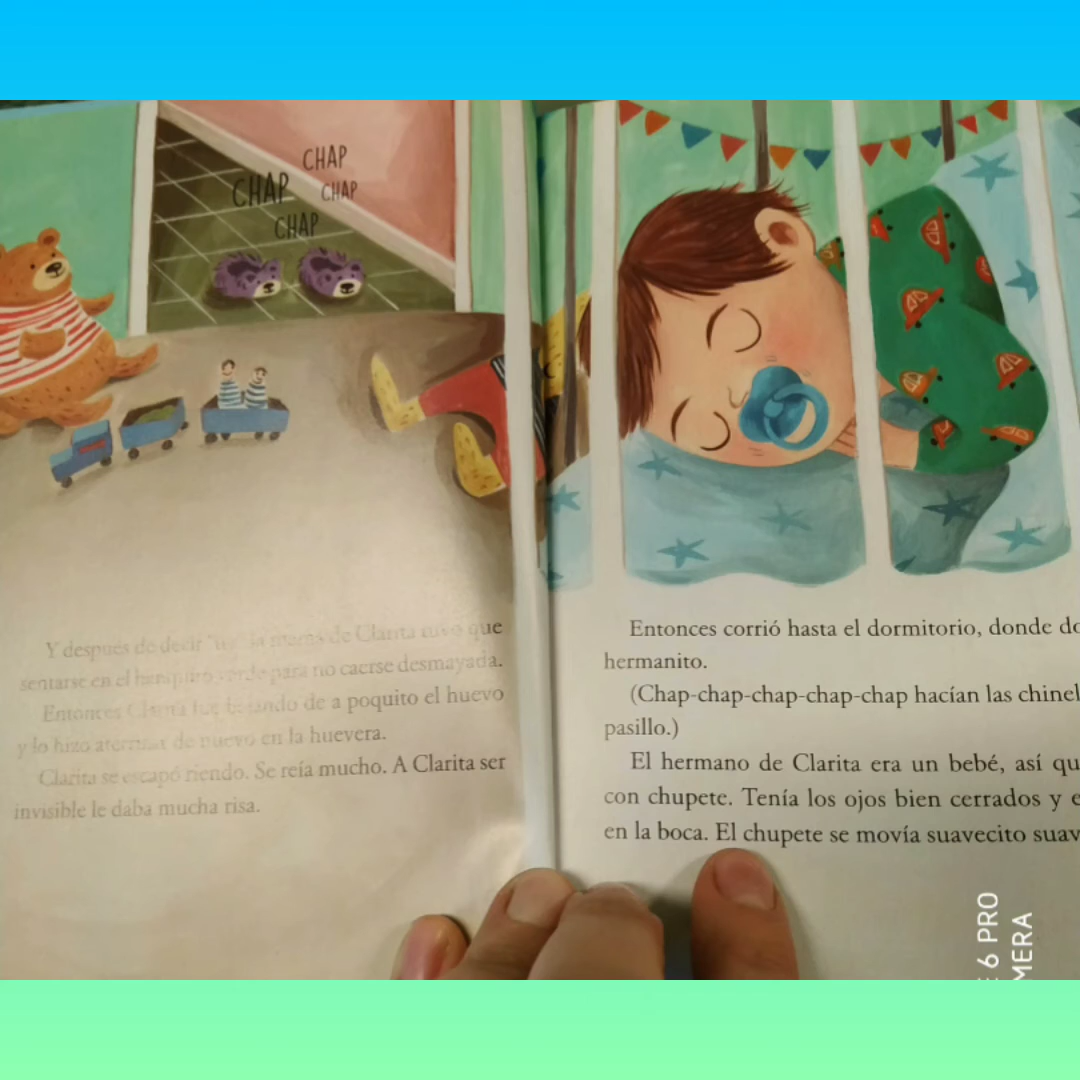 CHAP
CHAP
CHAP
CHAP
Y después de decir la mamá de Clarita tuvo que
sentarse en el para no caerse desmayada.
Entonces Clarita fue bajando de a poquito el huevo
y lo hizo aterrizar de nuevo en la huevera.
Clarita se escapó riendo. Se reía mucho. A Clarita ser
invisible le daba mucha risa.
Entonces corrió hasta el dormitorio, donde do
hermanito.
(Chap-chap-chap-chap-chap hacían las chinel
pasillo.)
El hermano de Clarita era un bebé, así qu
con chupete. Tenía los ojos bien cerrados y e
en la boca. El chupete se movía suavecito suav
6 PRO
MERA